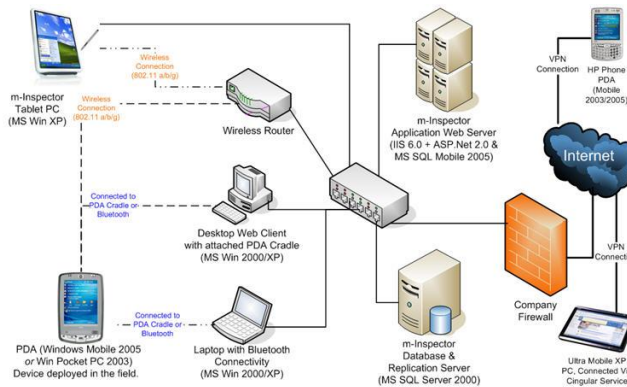 m-Inspector
Tablet PC
(MS Win XP)
Wireless
Connection
(802.11 a/b/g)
Wireless
Connection
(802.11 a/b/g)
Wireless Router
m-Inspector
Application Web Server
(IIS 6.0 + ASP.Net 2.0 &
MS SQL Mobile 2005)
VPN
Connection
HP Phone
PDA
(Mobile
2003/2005)
Internet
Connected to
PDA Cradle or
Bluetooth
Desktop Web Client
with attached PDA Cradle
(MS Win 2000/XP)
Company
Firewall
VPN
Connectio
PDA (Windows Mobile 2005
or Win Pocket PC 2003)
Device deployed in the field.
Connected to
PDA Cradle or
Bluetooth
Laptop with Bluetooth
Connectivity
(MS Win 2000/XP)
m-Inspector
Database &
Replication Server
(MS SQL Server 2000)
Ultra Mobile XP
PC, Connected Vi
Cingular Service